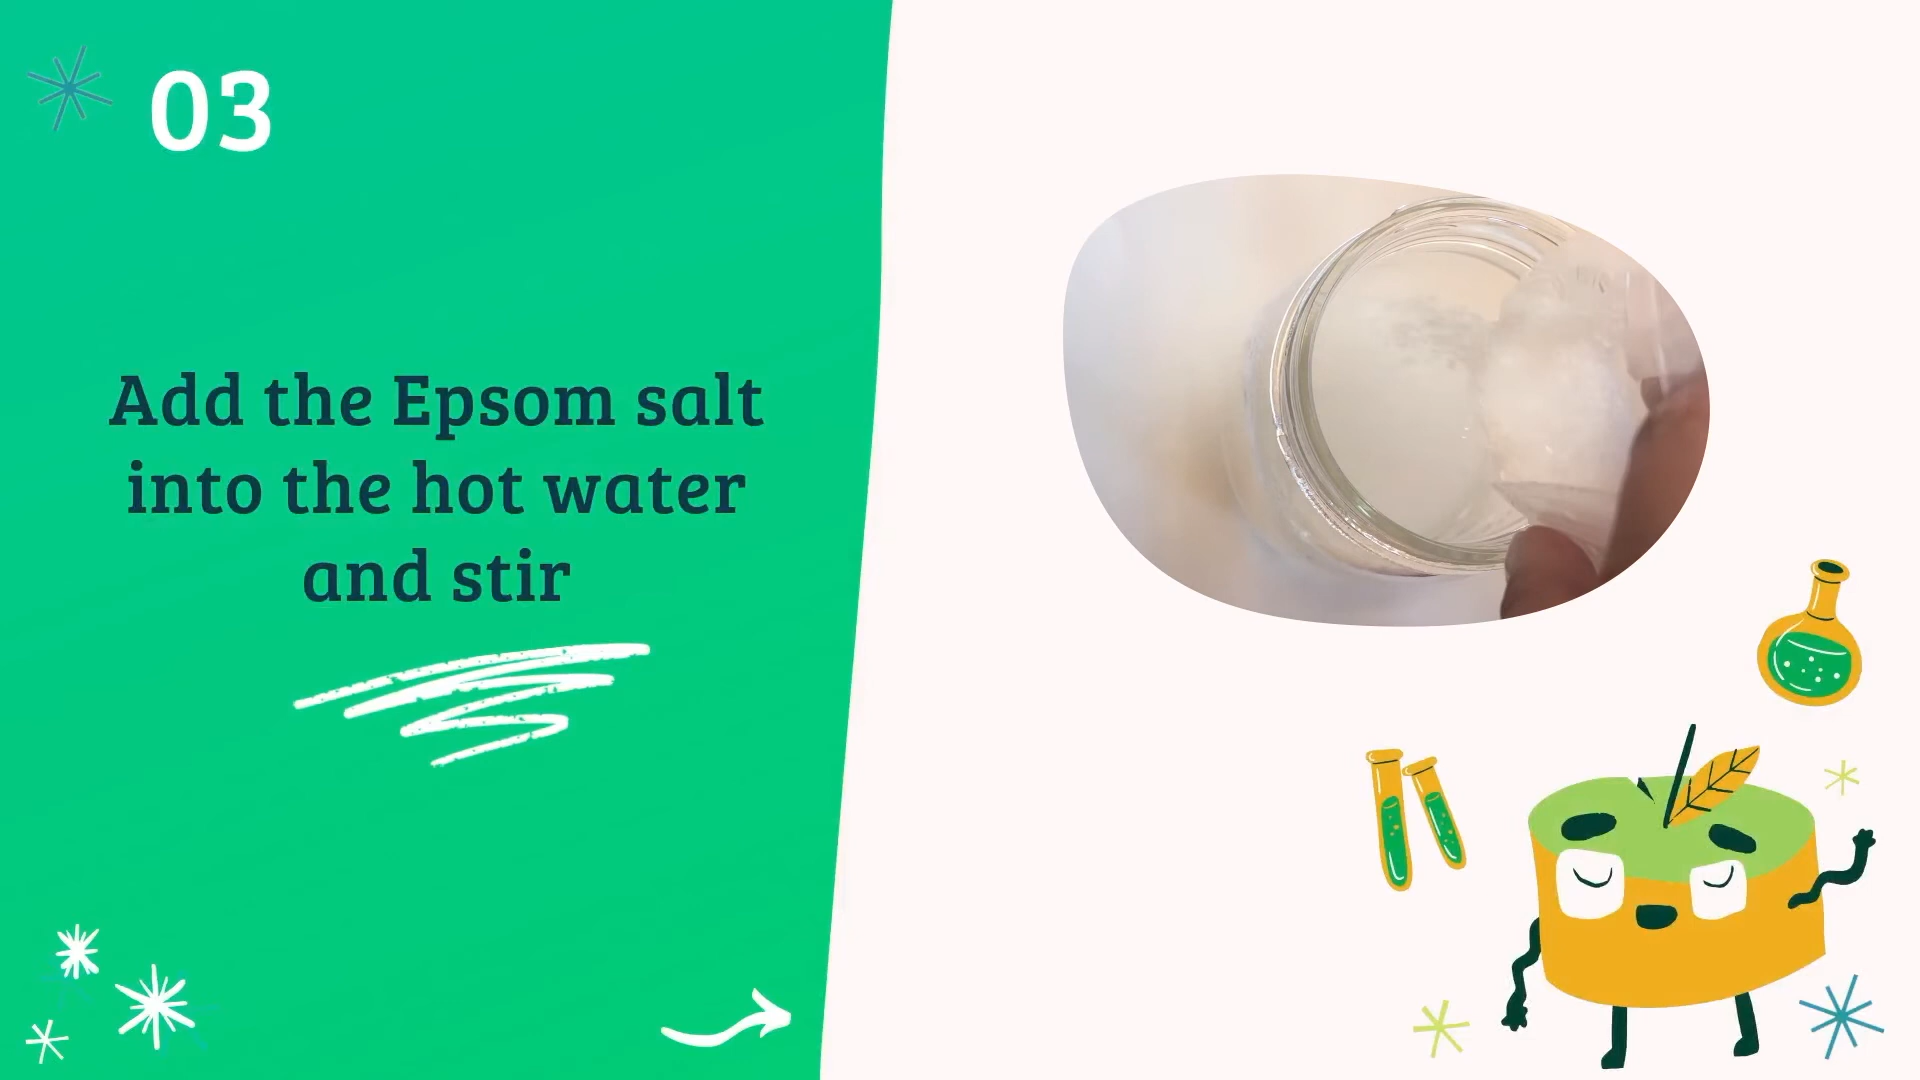 03
Add the Epsom salt
into the hot water
and stir